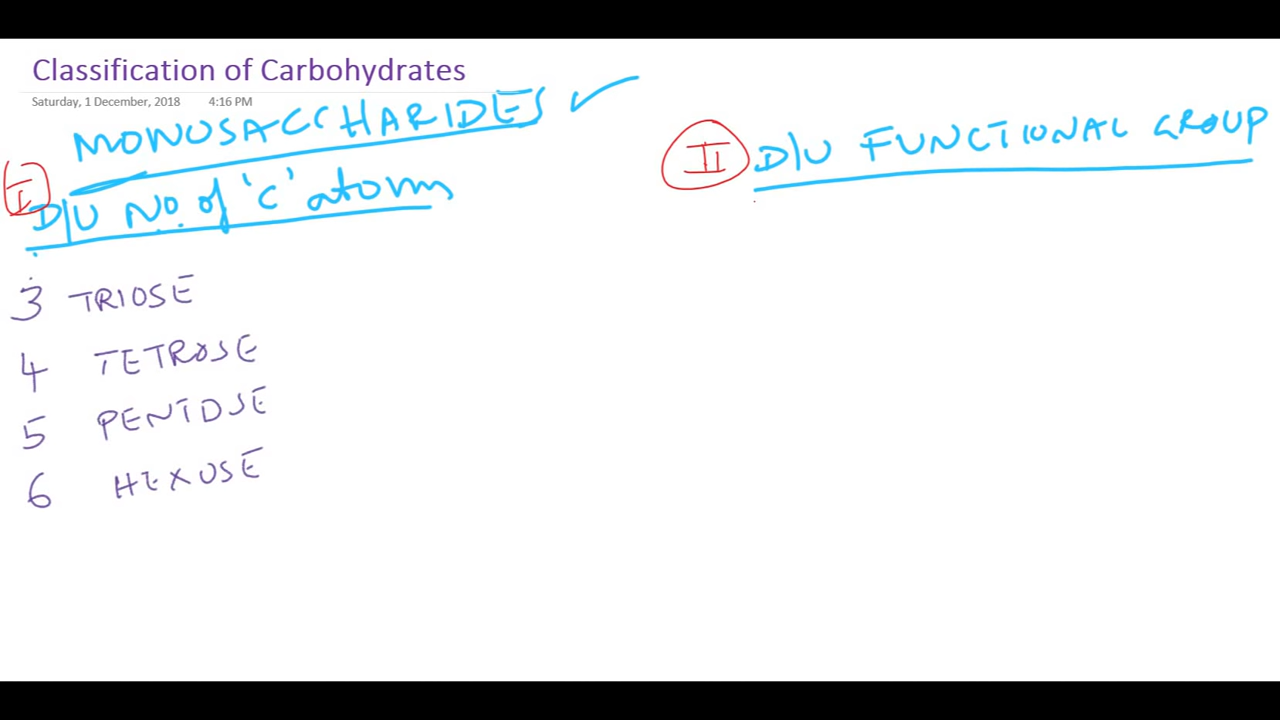 Classification of Carbohydrates
Saturday, 1 December, 2018 4:16 PM
MONOSACCHARIDES ✓
I
D/U No. of 'C' atoms
3 TRIOSE
4 TETROSE
5 PENTOSE
6 HEXOSE
II D/U FUNCTIONAL GROUP